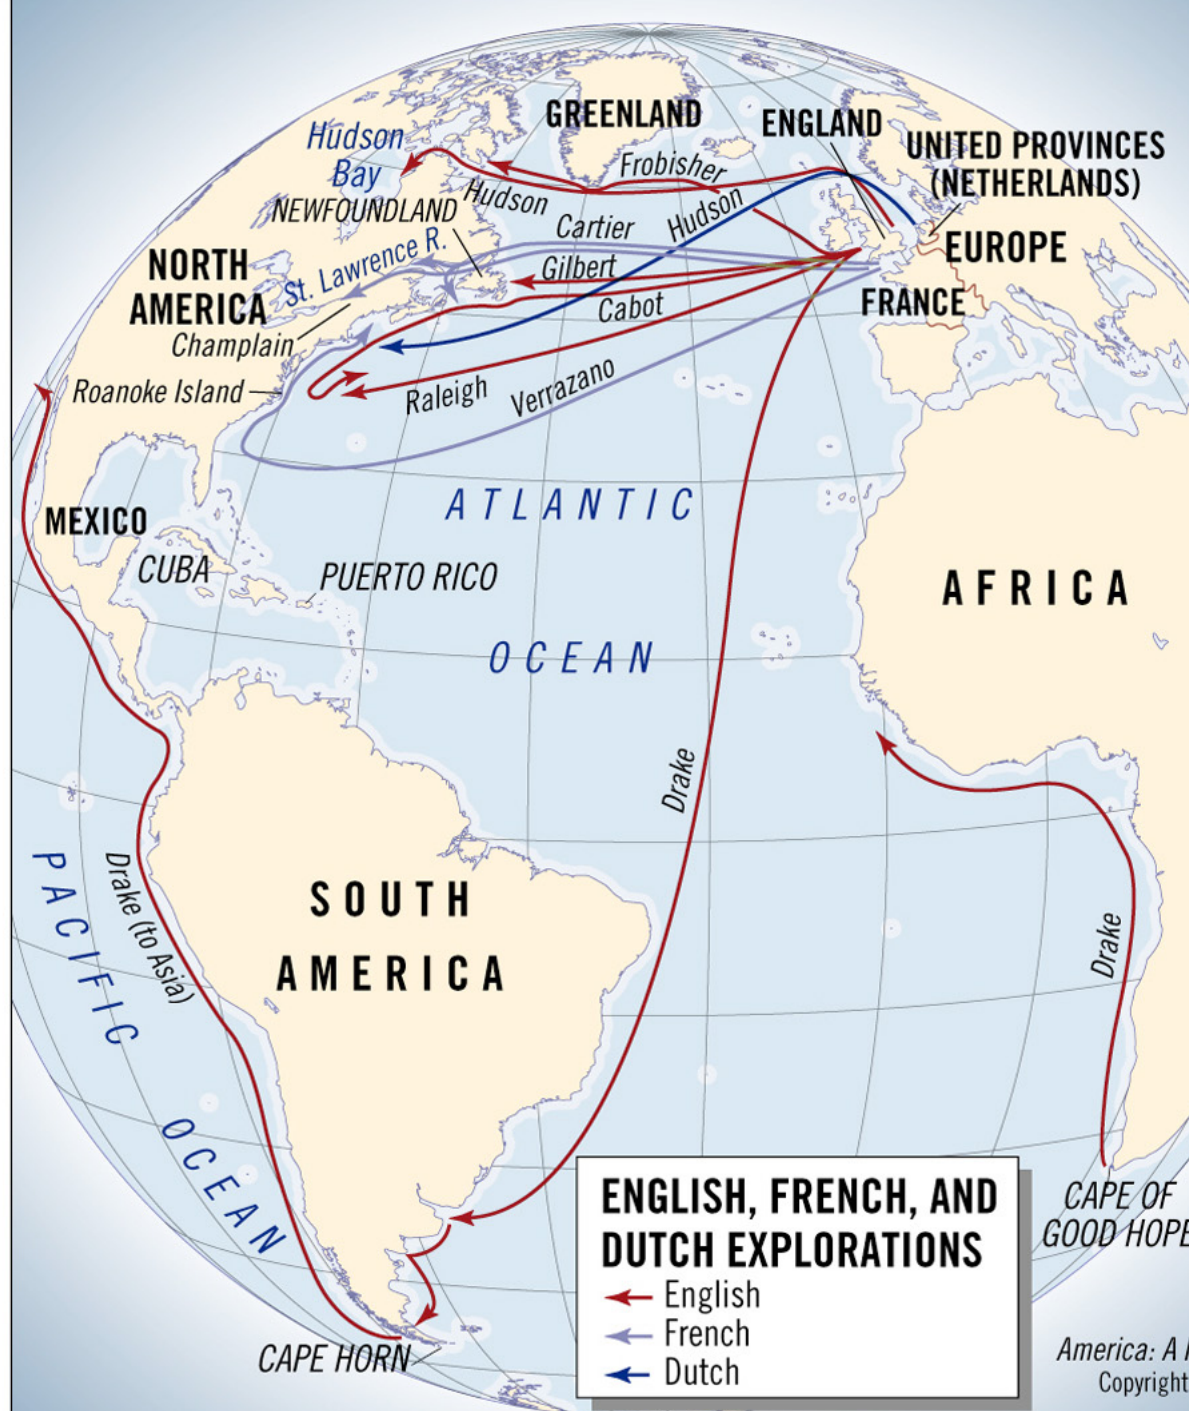 GREENLAND
ENGLAND
UNITED PROVINCES
(NETHERLANDS)
Hudson
Bay
Frobisher
Hudson
Hudson
NEWFOUNDLAND
Cartier
St. Lawrence R.
EUROPE
NORTH
AMERICA
Gilbert
Cabot
FRANCE
Champlain
Roanoke Island
Raleigh
Verrazano
ATLANTIC
OCEAN
MEXICO
CUBA
PUERTO RICO
AFRICA
Drake
Drake (to Asia)
PACIFIC
OCEAN
SOUTH
AMERICA
Drake
CAPE OF
GOOD HOPE
CAPE HORN
ENGLISH, FRENCH, AND
DUTCH EXPLORATIONS
English
French
Dutch
America: A
Copyright